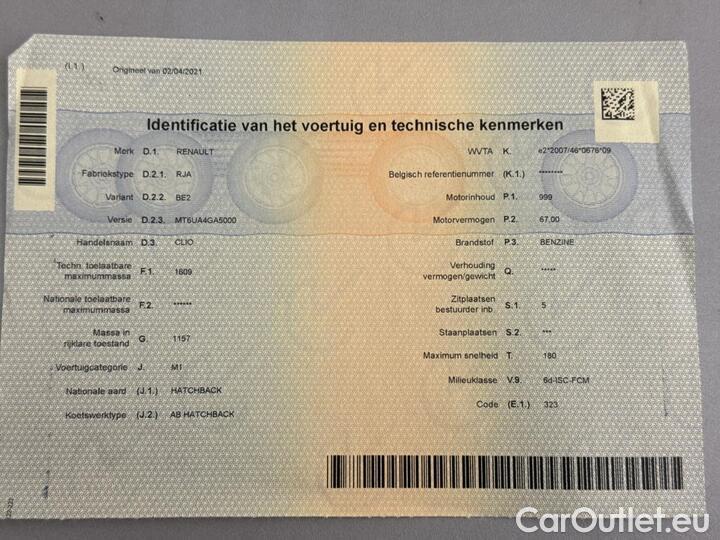 (I.1.) Origineel van 02/04/2021
Identificatie van het voertuig en technische kenmerken
Merk D.1. RENAULT
Fabriekstype D.2.1. RJA
Variant D.2.2. BE2
Versie D.2.3. MT6UA4GA5000
Handelsnaam D.3. CLIO
Techn. toelaatbare
maximummassa F.1. 1609
Nationale toelaatbare
maximummassa F.2. ******
Massa in
rijklare toestand G. 1157
Voertuigcategorie J. M1
Nationale aard (J.1.) HATCHBACK
Koetswerktype (J.2.) AB HATCHBACK
WVTA K. e2*2007/46*0676*09
Belgisch referentienummer (K.1.) ********
Motorinhoud P.1. 999
Motorvermogen P.2. 67,00
Brandstof P.3. BENZINE
Verhouding
vermogen/gewicht Q. *****
Zitplaatsen
bestuurder inb. S.1. 5
Staanplaatsen S.2. ***
Maximum snelheid T. 180
Milieuklasse V.9. 6d-ISC-FCM
Code (E.1.) 323
CarOutlet.eu